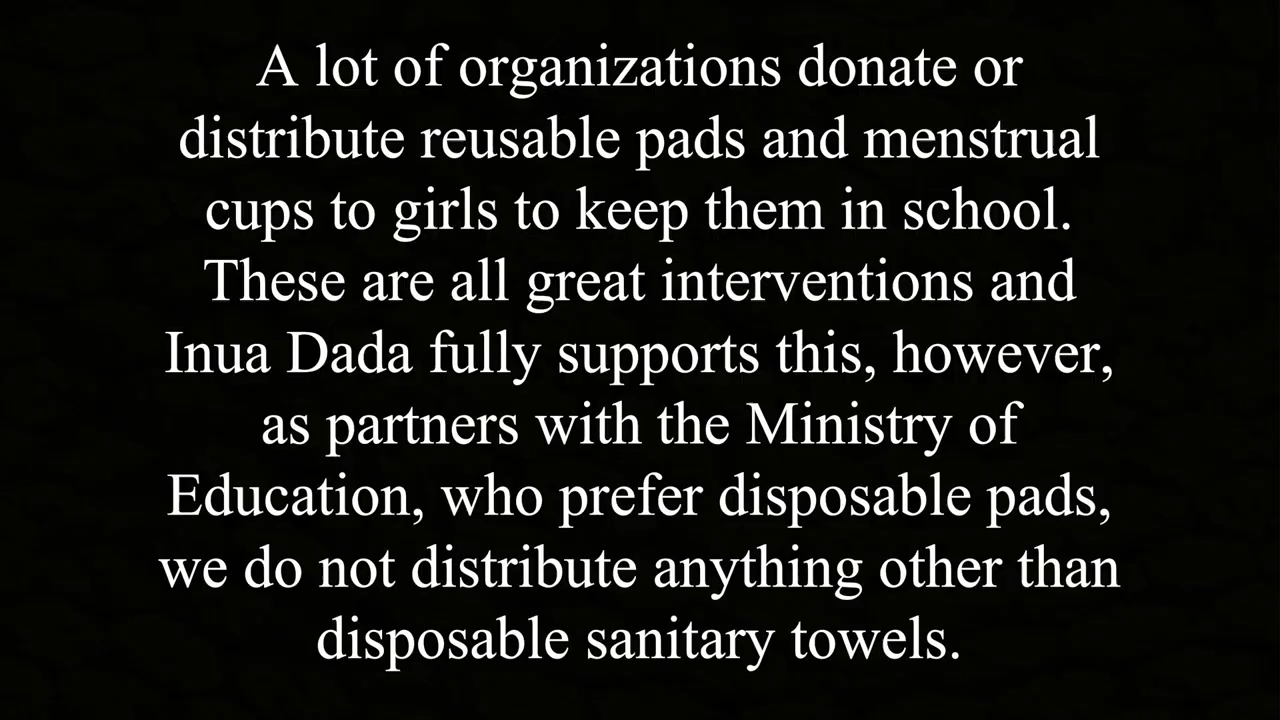 A lot of organizations donate or
distribute reusable pads and menstrual
cups to girls to keep them in school.
These are all great interventions and
Inua Dada fully supports this, however,
as partners with the Ministry of
Education, who prefer disposable pads,
we do not distribute anything other than
disposable sanitary towels.